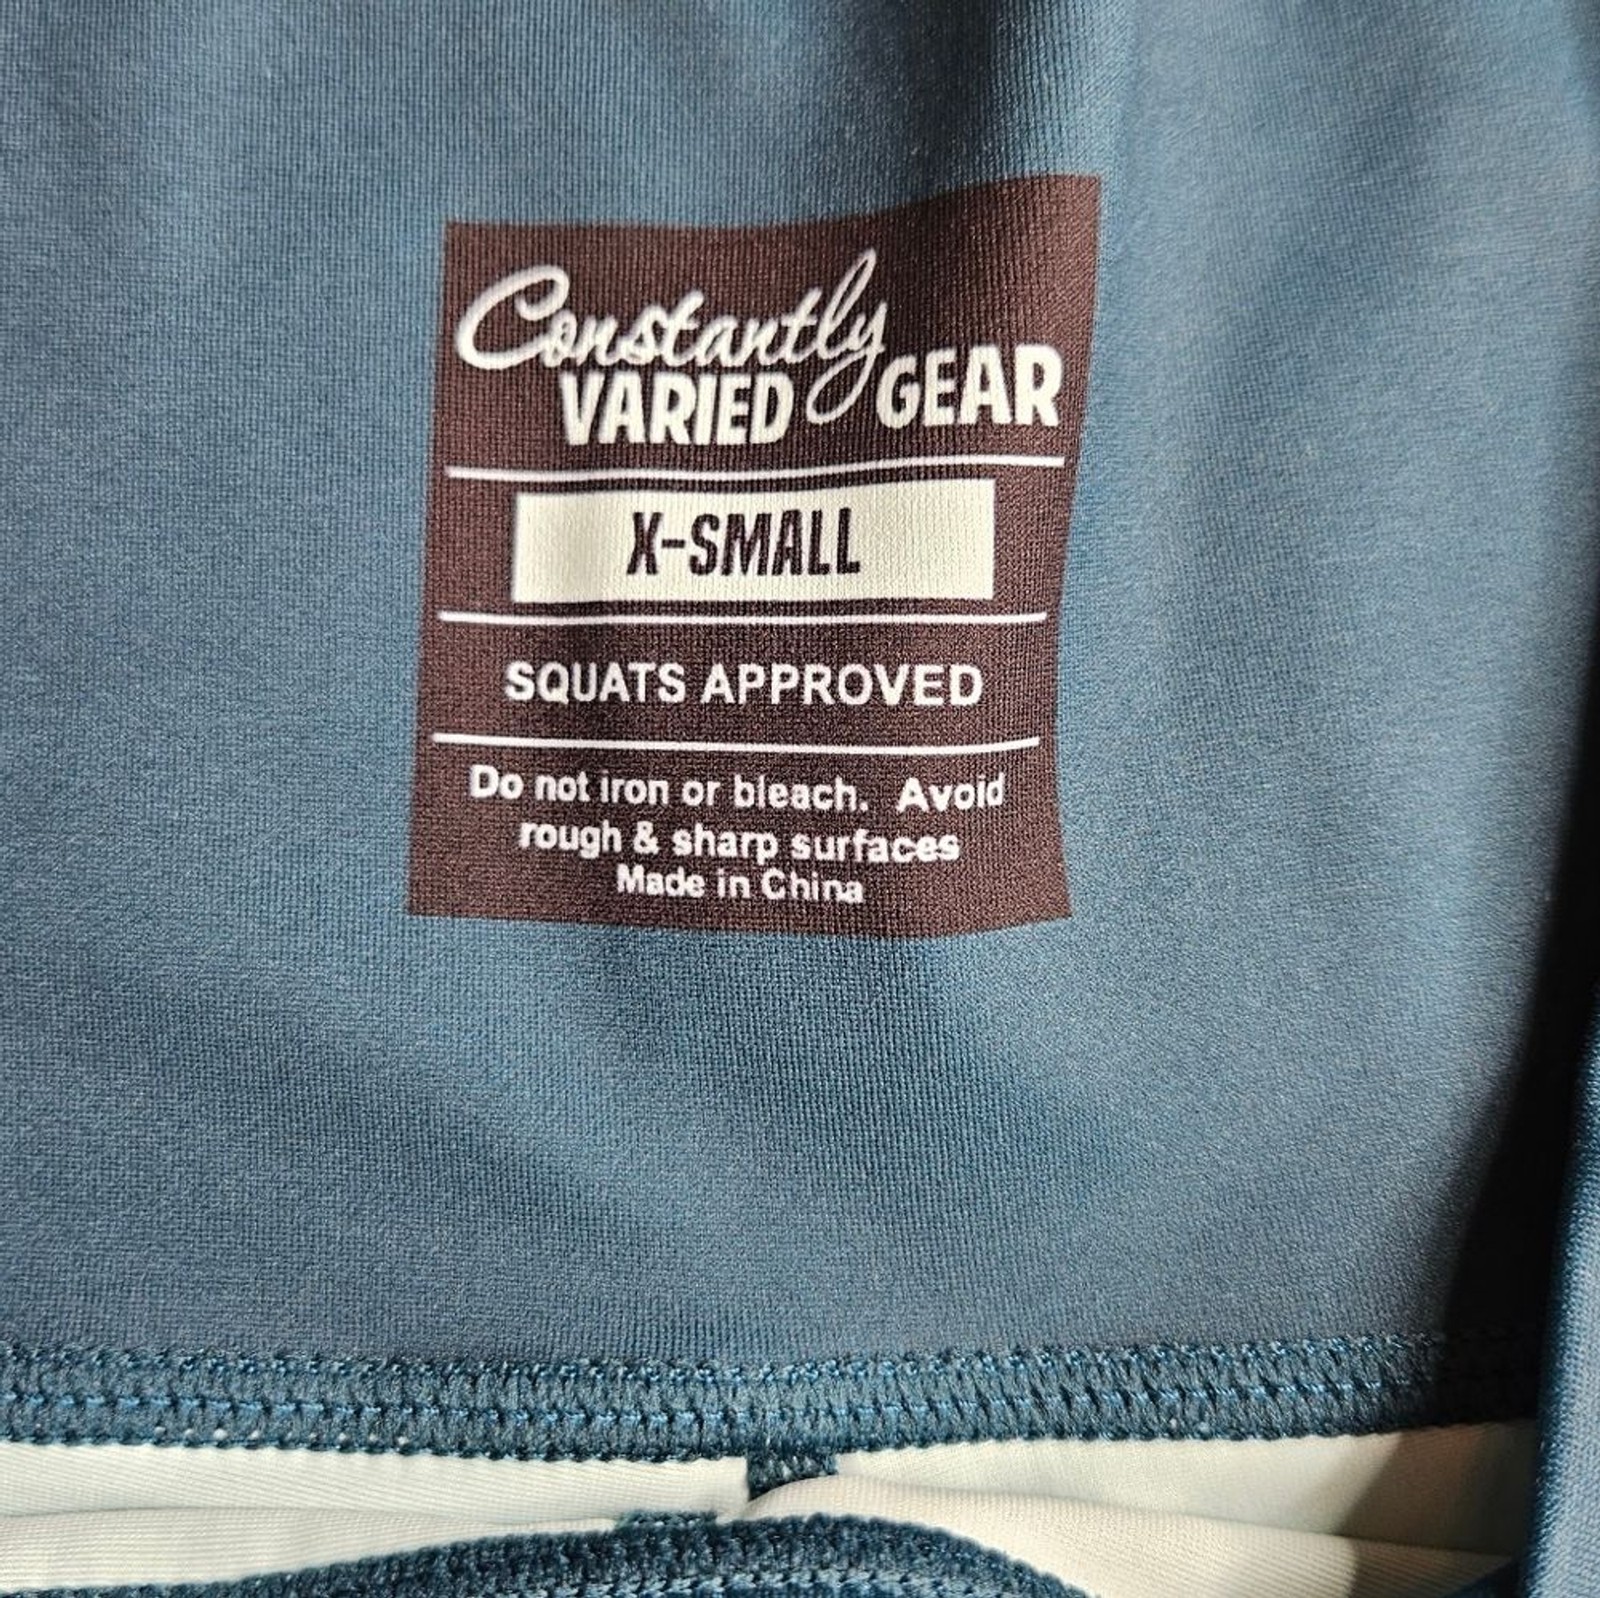 Constantly
VARIED GEAR
X-SMALL
SQUATS APPROVED
Do not iron or bleach. Avoid
rough & sharp surfaces
Made in China